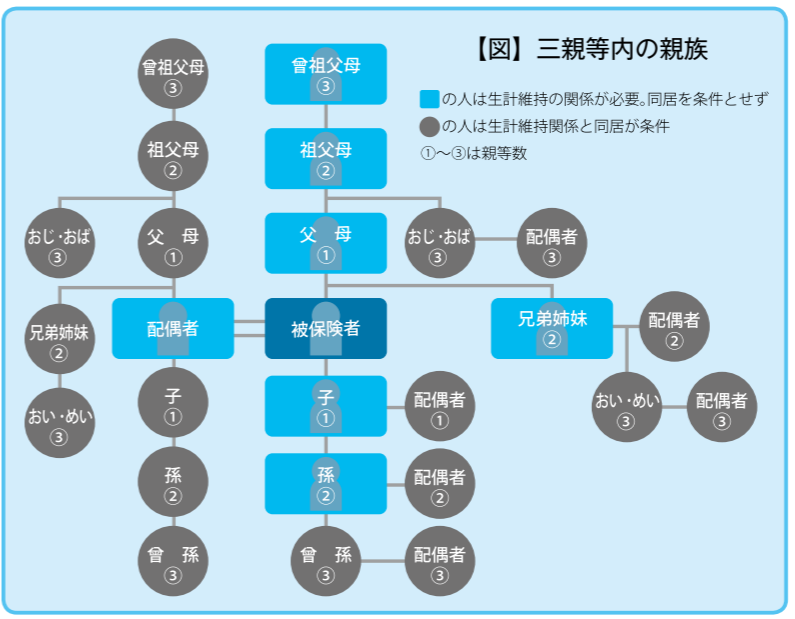 【図】三親等内の親族
の人は生計維持の関係が必要。同居を条件とせず
の人は生計維持関係と同居が条件
①〜③は親等数
曾祖父母
③
曾祖父母
③
祖父母
②
祖父母
②
おじ・おば
③
父　母
①
父　母
①
おじ・おば
③
配偶者
③
兄弟姉妹
②
配偶者
被保険者
兄弟姉妹
②
配偶者
②
おい・めい
③
子
①
子
①
配偶者
①
おい・めい
③
配偶者
③
孫
②
孫
②
配偶者
②
曾　孫
③
曾　孫
③
配偶者
③